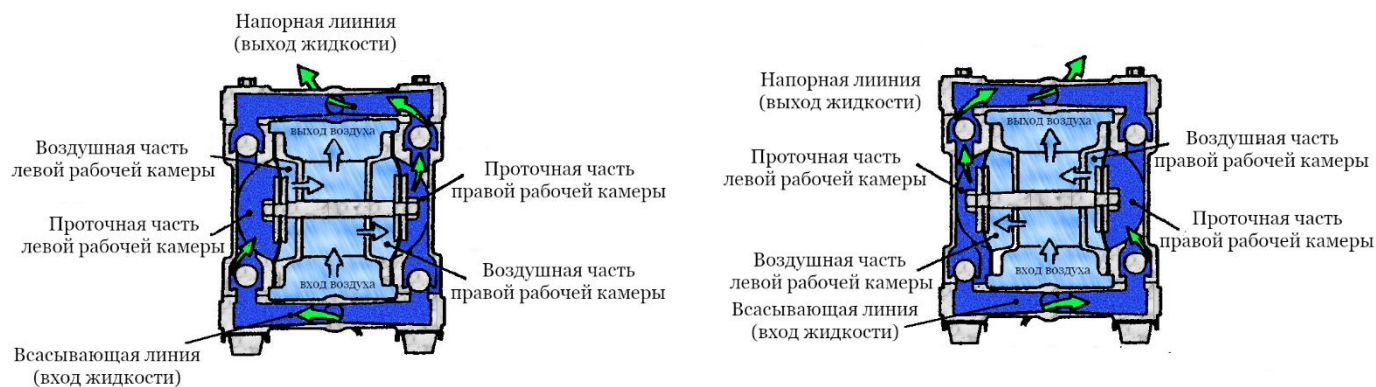 Напорная лиини
(выход жидкости)
выход воздуха
Воздушная часть
левой рабочей камеры
Проточная часть
левой рабочей камеры
Проточная часть
правой рабочей камеры
Воздушная часть
правой рабочей камеры
вход воздуха
Всасывающая линия
(вход жидкости)
Напорная лиини
(выход жидкости)
выход воздуха
Проточная часть
левой рабочей камеры
Воздушная часть
правой рабочей камеры
Проточная часть
правой рабочей камеры
Воздушная часть
левой рабочей камеры
вход воздуха
Всасывающая линия
(вход жидкости)